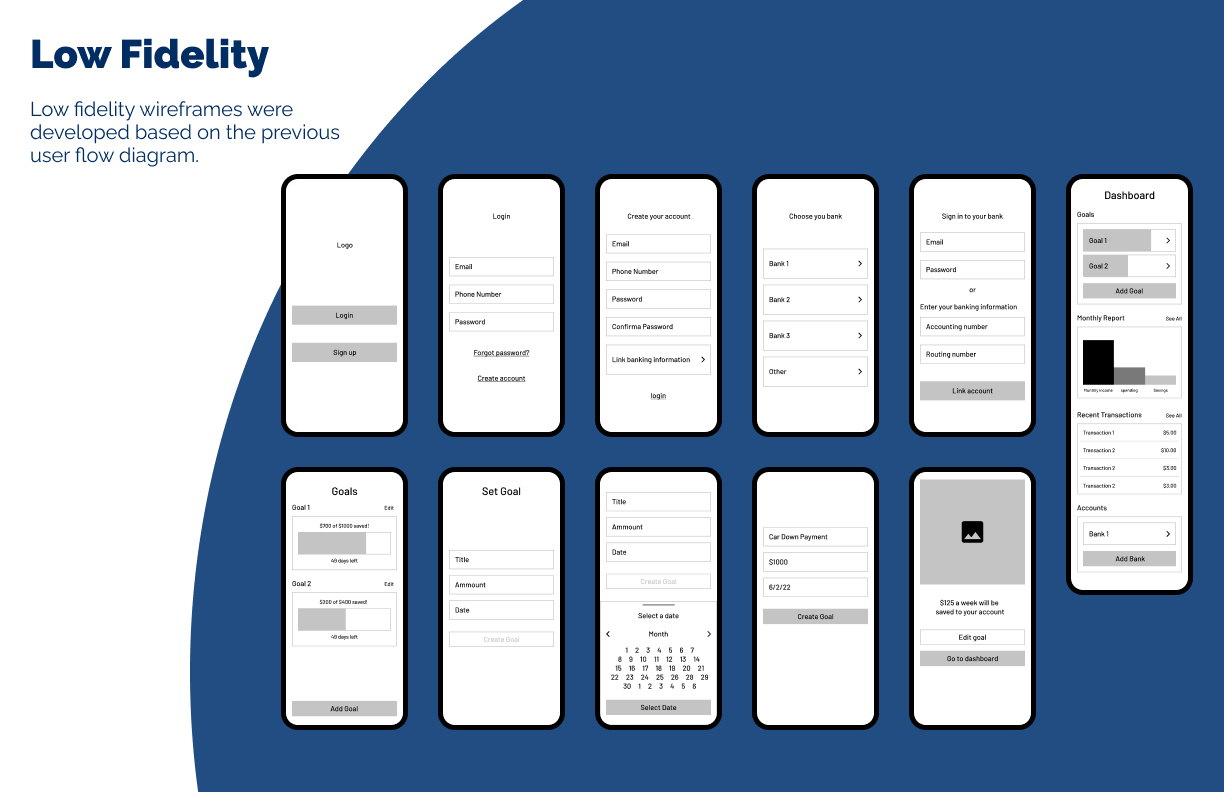 Low Fidelity
Low fidelity wireframes were
developed based on the previous
user flow diagram.
Logo
Login
Sign up
Login
Email
Phone Number
Password
Forgot password?
Create account
Create your account
Email
Phone Number
Password
Confirma Password
Link banking information
login
Choose you bank
Bank 1
Bank 2
Bank 3
Other
Sign in to your bank
Email
Password
or
Enter your banking information
Accounting number
Routing number
Link account
Dashboard
Goals
Goal 1
Goal 2
Add Goal
Monthly Report See All
Monthly income spending Savings
Recent Transactions See All
Transaction 1 $5.00
Transaction 2 $10.00
Transaction 2 $3.00
Transaction 2 $3.00
Accounts
Bank 1
Add Bank
Goals
Goal 1 Edit
$700 of $1000 saved!
49 days left
Goal 2 Edit
$200 of $400 saved!
49 days left
Add Goal
Set Goal
Title
Ammount
Date
Create Goal
Title
Ammount
Date
Create Goal
Select a date
Month
1 2 3 4 5 6 7
8 9 10 11 12 13 14
15 16 17 18 19 20 21
22 23 24 25 26 28 29
30 1 2 3 4 5 6
Select Date
Car Down Payment
$1000
6/2/22
Create Goal
$125 a week will be
saved to your account
Edit goal
Go to dashboard